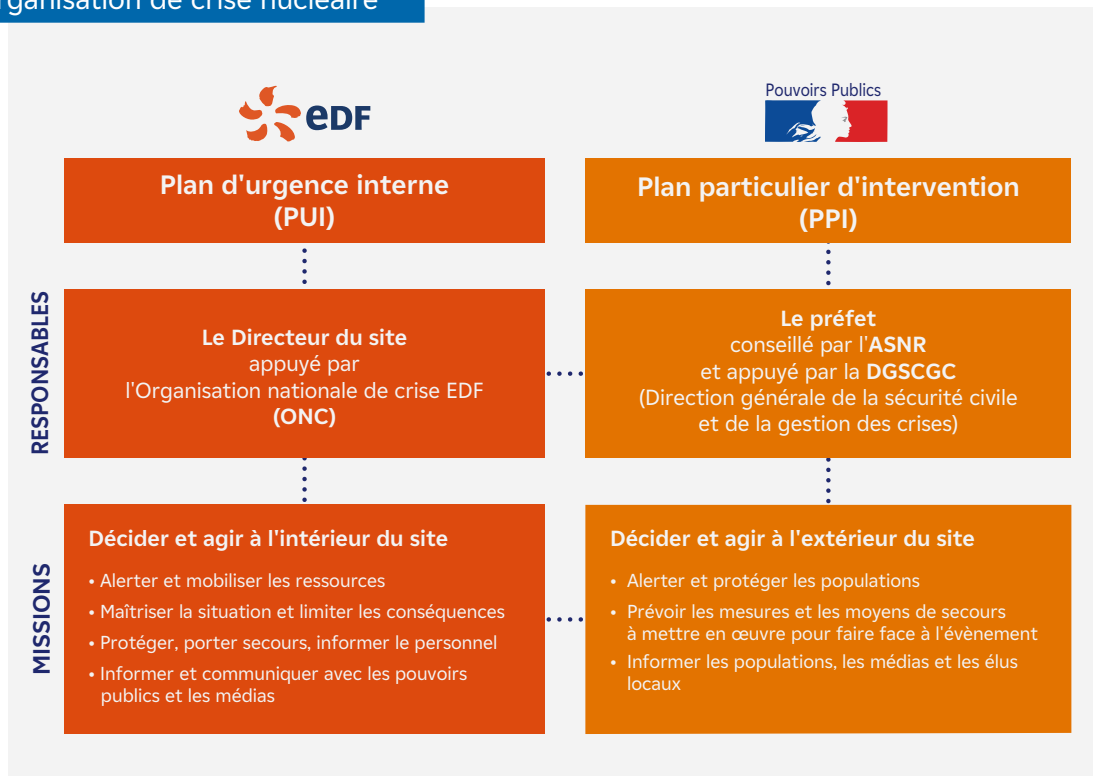 Organisation de crise nucléaire
edf
Pouvoirs Publics
Plan d'urgence interne
(PUI)
Plan particulier d'intervention
(PPI)
RESPONSABLES
Le Directeur du site
appuyé par
l'Organisation nationale de crise EDF
(ONC)
Le préfet
conseillé par l'ASNR
et appuyé par la DGSCGC
(Direction générale de la sécurité civile
et de la gestion des crises)
MISSIONS
Décider et agir à l'intérieur du site
• Alerter et mobiliser les ressources
• Maîtriser la situation et limiter les conséquences
• Protéger, porter secours, informer le personnel
• Informer et communiquer avec les pouvoirs
publics et les médias
Décider et agir à l'extérieur du site
• Alerter et protéger les populations
• Prévoir les mesures et les moyens de secours
à mettre en œuvre pour faire face à l'évènement
• Informer les populations, les médias et les élus
locaux